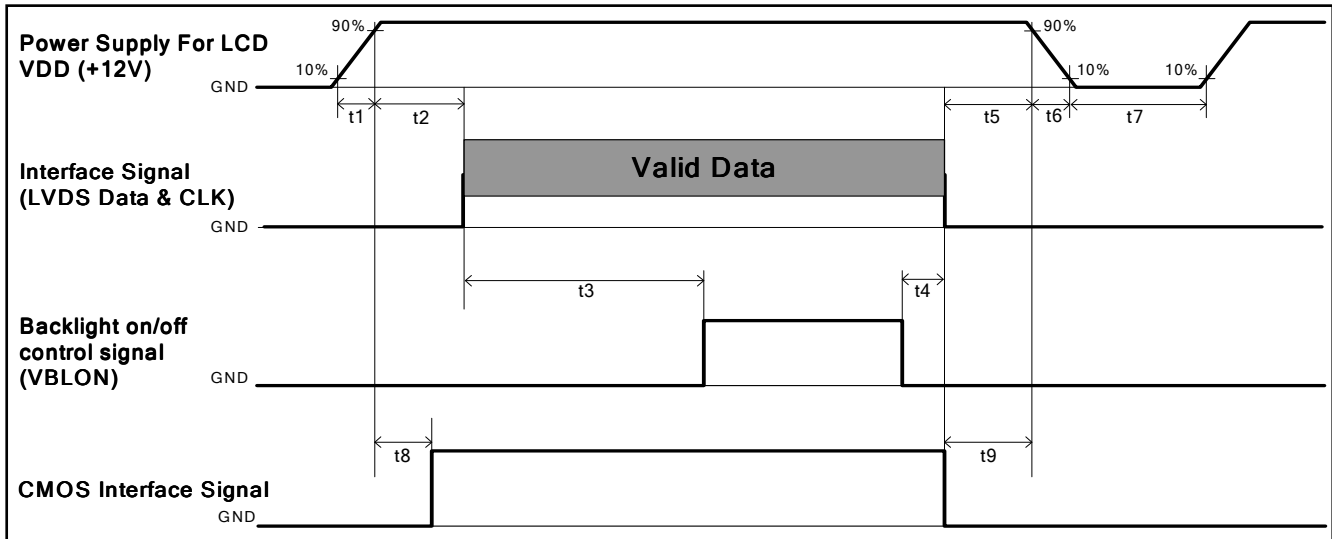 90%
90%
Power Supply For LCD
VDD (+12V)
10%
10%
10%
GND
t1
t2
t5
t6
t7
Valid Data
Interface Signal
(LVDS Data & CLK)
GND
t3
t4
Backlight on/off
control signal
(VBLON)
GND
t8
t9
CMOS Interface Signal
GND